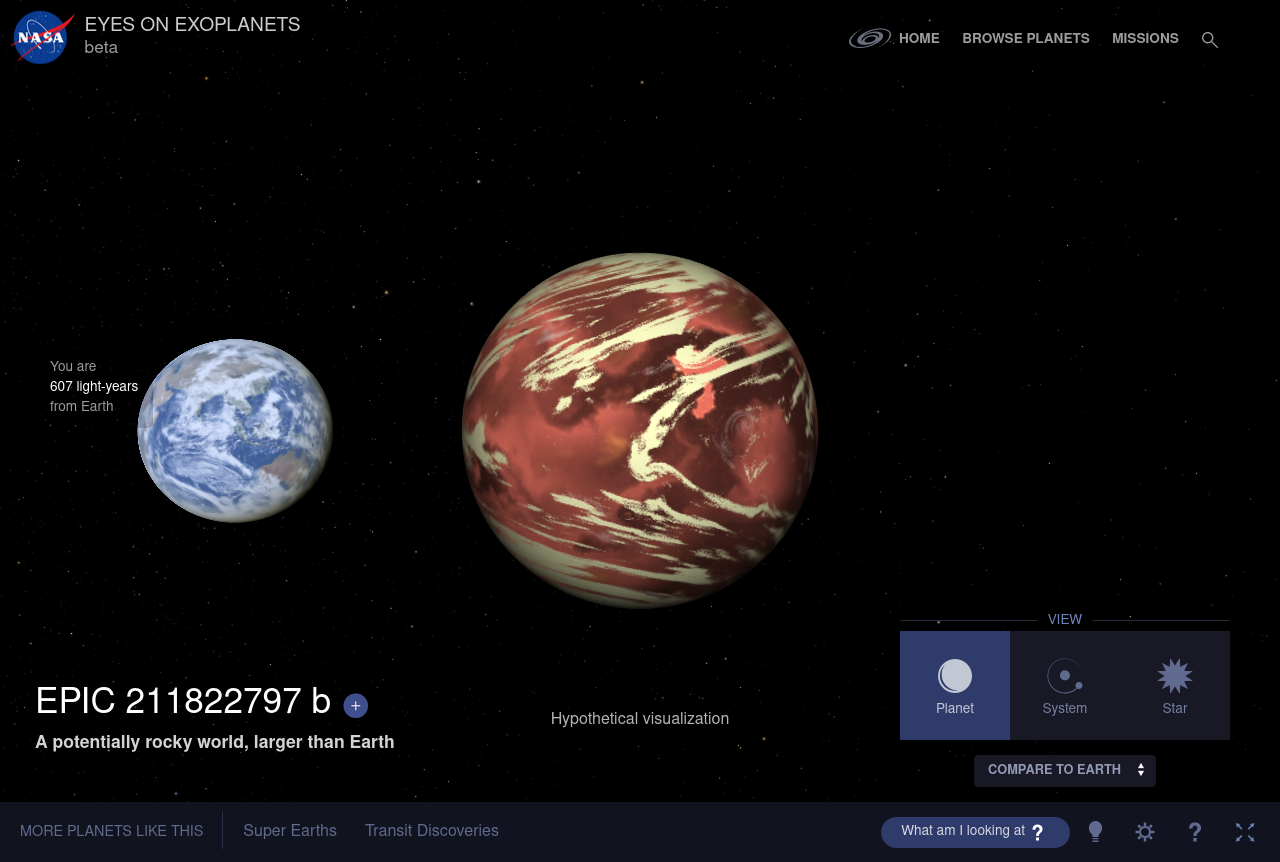 NASA
EYES ON EXOPLANETS
beta
HOME
BROWSE PLANETS
MISSIONS
You are
607 light-years
from Earth
VIEW
Planet
System
Star
EPIC 211822797 b +
A potentially rocky world, larger than Earth
Hypothetical visualization
COMPARE TO EARTH
MORE PLANETS LIKE THIS
Super Earths
Transit Discoveries
What am I looking at ?
?